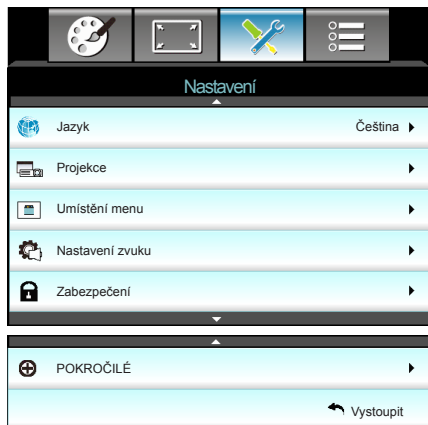 Nastavení
Jazyk Čeština
Projekce
Umístění menu
Nastavení zvuku
Zabezpečení
POKROČILÉ
Vystoupit